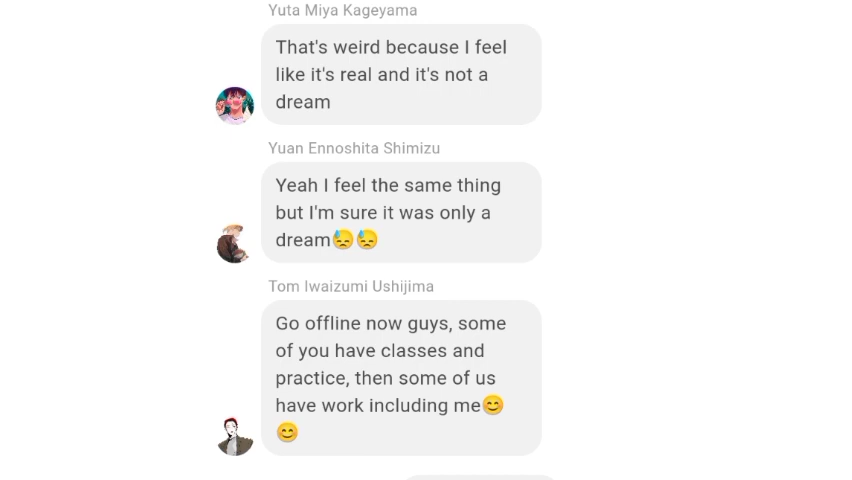 Yuta Miya Kageyama
That's weird because I feel
like it's real and it's not a
dream
Yuan Ennoshita Shimizu
Yeah I feel the same thing
but I'm sure it was only a
dream😓😓
Tom Iwaizumi Ushijima
Go offline now guys, some
of you have classes and
practice, then some of us
have work including me😊
😊